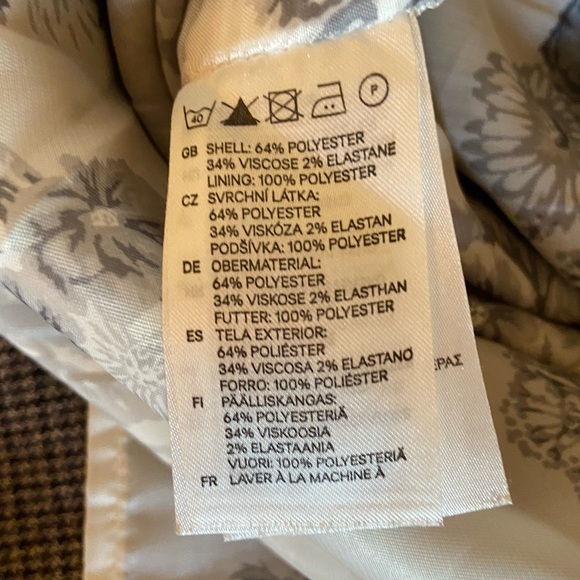 40
P
GB SHELL: 64% POLYESTER
34% VISCOSE 2% ELASTANE
LINING: 100% POLYESTER
CZ SVRCHNÍ LÁTKA:
64% POLYESTER
34% VISKÓZA 2% ELASTAN
PODŠÍVKA: 100% POLYESTER
DE OBERMATERIAL:
64% POLYESTER
34% VISKOSE 2% ELASTHAN
FUTTER: 100% POLYESTER
ES TELA EXTERIOR:
64% POLIÉSTER
34% VISCOSA 2% ELASTANO
FORRO: 100% POLIÉSTER
ΕΡΑΣ
FI PÄÄLLISKANGAS:
64% POLYESTERIÄ
34% VISKOOSIA
2% ELASTAANIA
VUORI: 100% POLYESTERIÄ
FR LAVER À LA MACHINE À